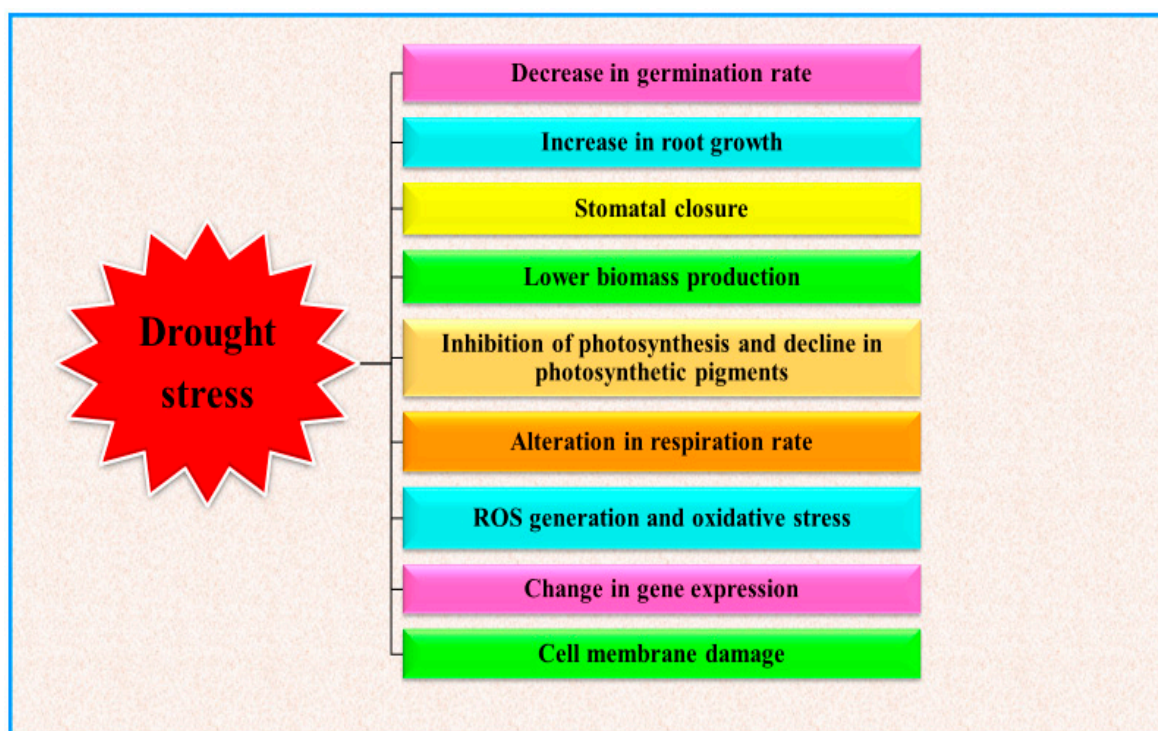 Decrease in germination rate
Increase in root growth
Stomatal closure
Lower biomass production
Drought
stress
Inhibition of photosynthesis and decline in
photosynthetic pigments
Alteration in respiration rate
ROS generation and oxidative stress
Change in gene expression
Cell membrane damage